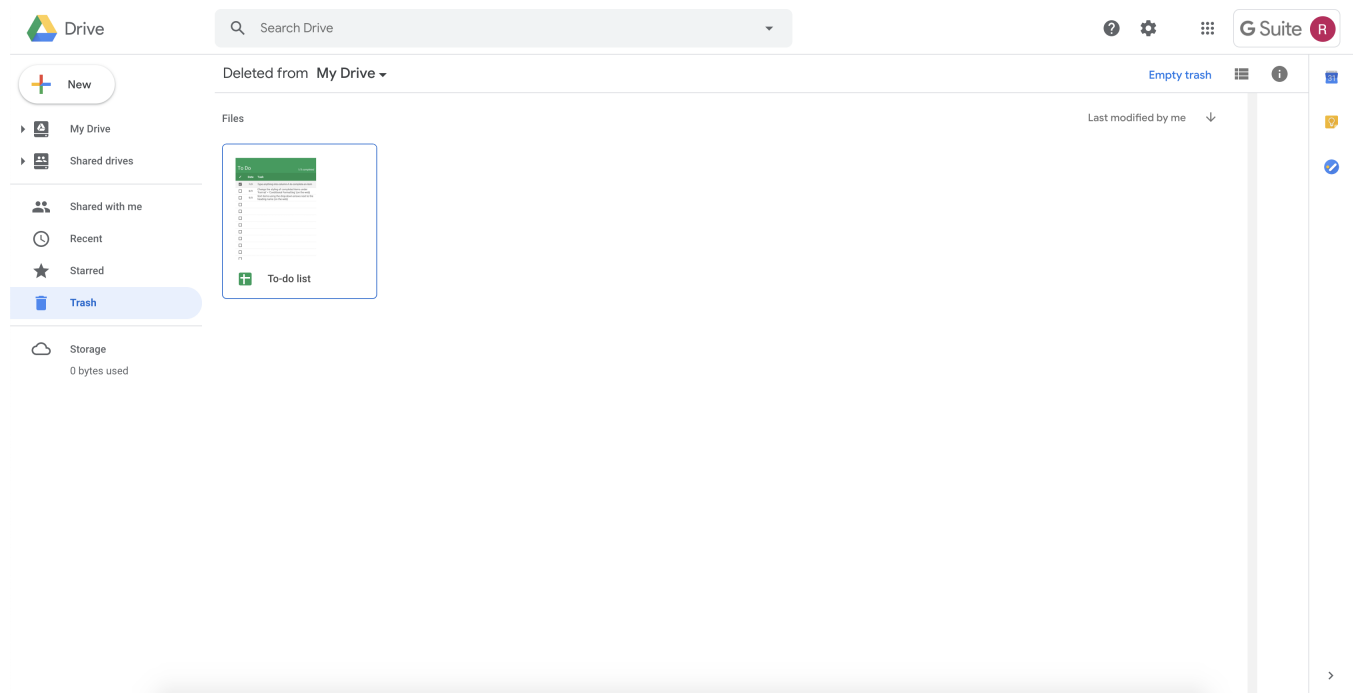 Drive
Search Drive
G Suite R
New
Deleted from My Drive
Empty trash
My Drive
Shared drives
Shared with me
Recent
Starred
Trash
Storage
0 bytes used
Files
Last modified by me
To Do
To-do list
31